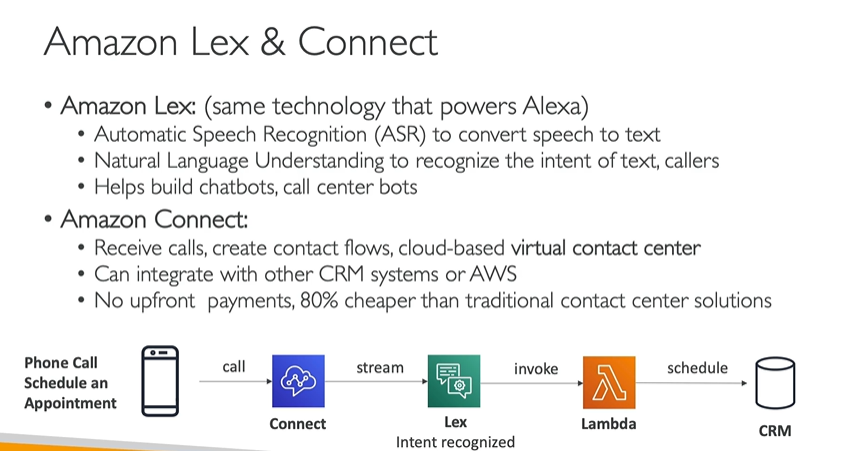 Amazon Lex & Connect
• Amazon Lex: (same technology that powers Alexa)
• Automatic Speech Recognition (ASR) to convert speech to text
• Natural Language Understanding to recognize the intent of text, callers
• Helps build chatbots, call center bots
• Amazon Connect:
• Receive calls, create contact flows, cloud-based virtual contact center
• Can integrate with other CRM systems or AWS
• No upfront payments, 80% cheaper than traditional contact center solutions
Phone Call
Schedule an
Appointment
call
Connect
stream
Lex
Intent recognized
invoke
Lambda
schedule
CRM